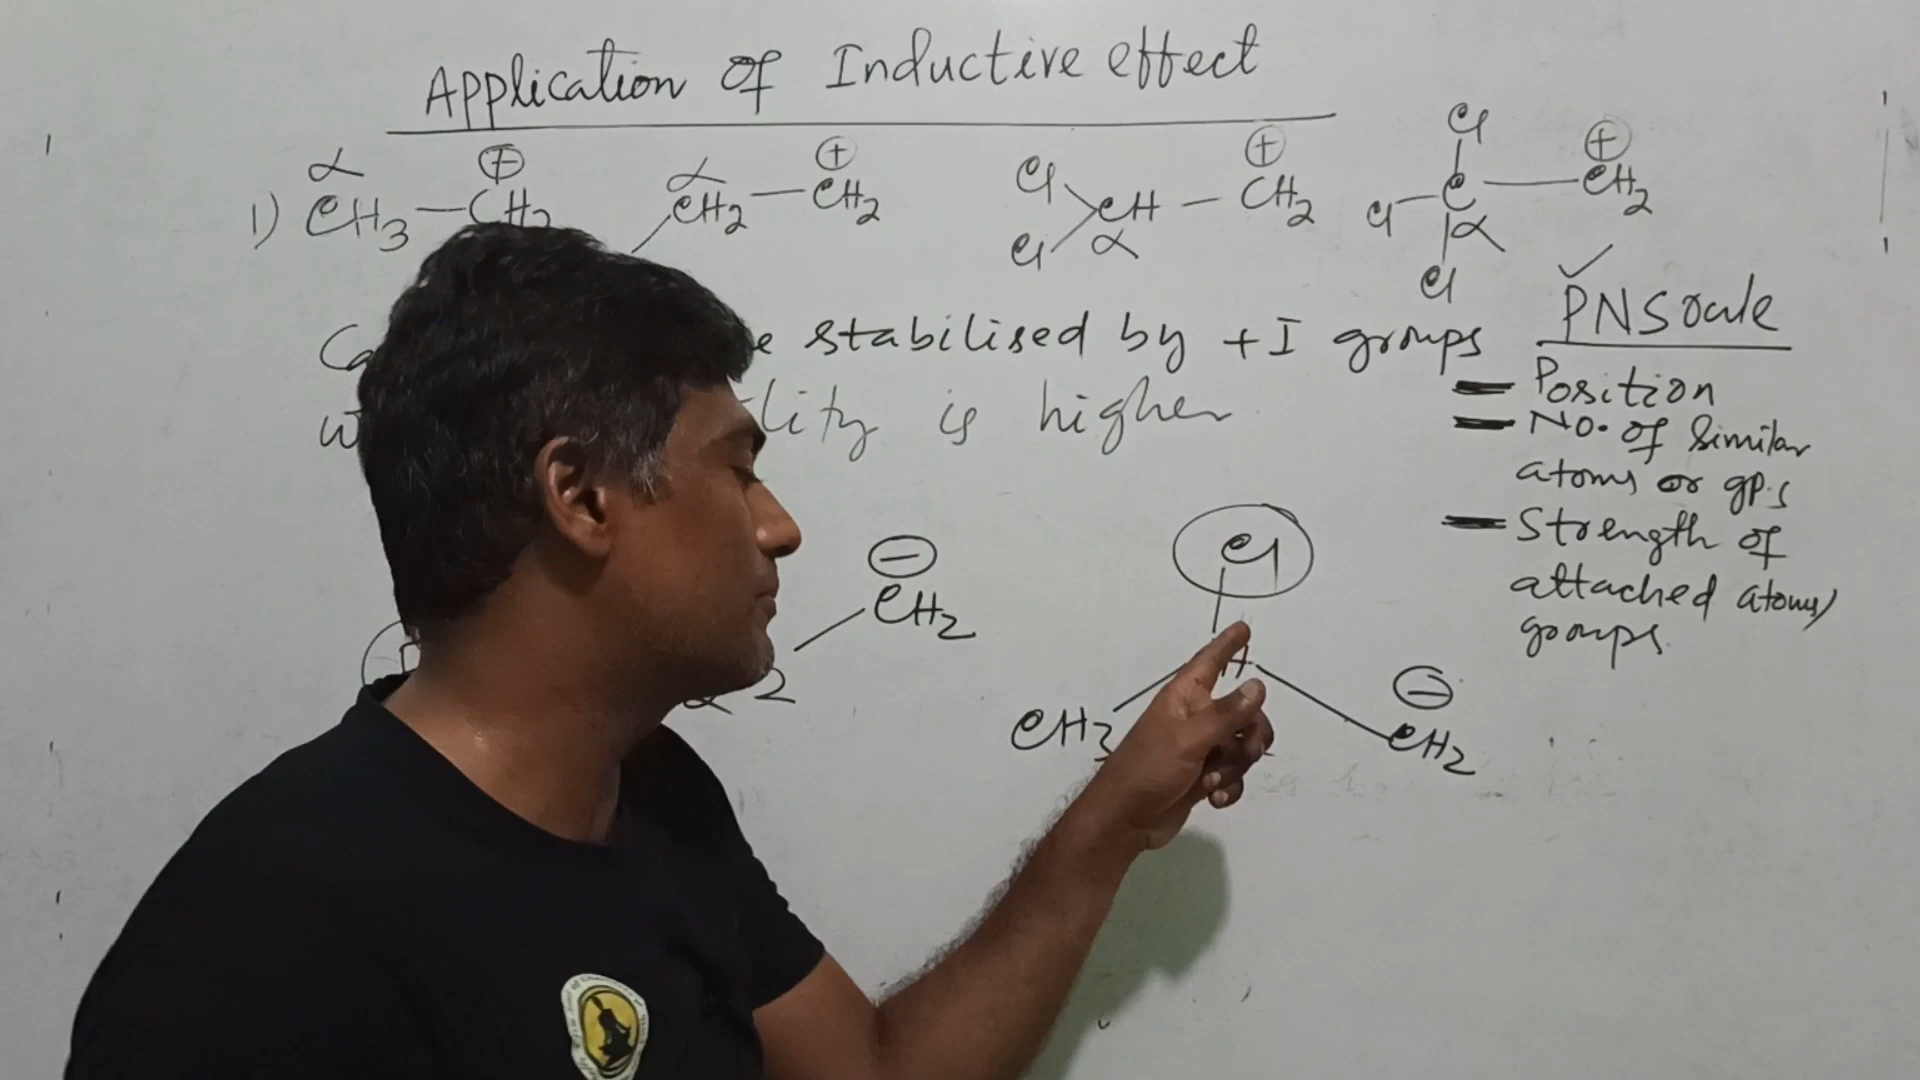 Application of Inductive effect
α ⊕ α ⊕ ⊕ Cl ⊕
1) CH3 — CH2 CH2 — CH2 Cl CH — CH2 Cl — C — CH2
Cl α α
Cl
stabilised by +I groups
is higher
PNS rule
Position
No. of similar
atoms or gp.s
Strength of
attached atoms/
groups.
⊖ Cl
CH2
α 2
⊖
CH3 CH2